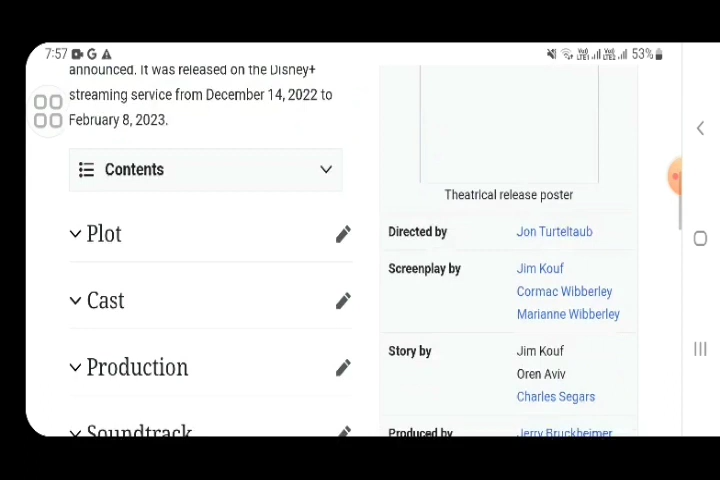 7:57
53%
announced. It was released on the Disney+
streaming service from December 14, 2022 to
February 8, 2023.
Contents
Plot
Cast
Production
Soundtrack
Theatrical release poster
Directed by Jon Turteltaub
Screenplay by Jim Kouf
Cormac Wibberley
Marianne Wibberley
Story by Jim Kouf
Oren Aviv
Charles Segars
Produced by Jerry Bruckheimer